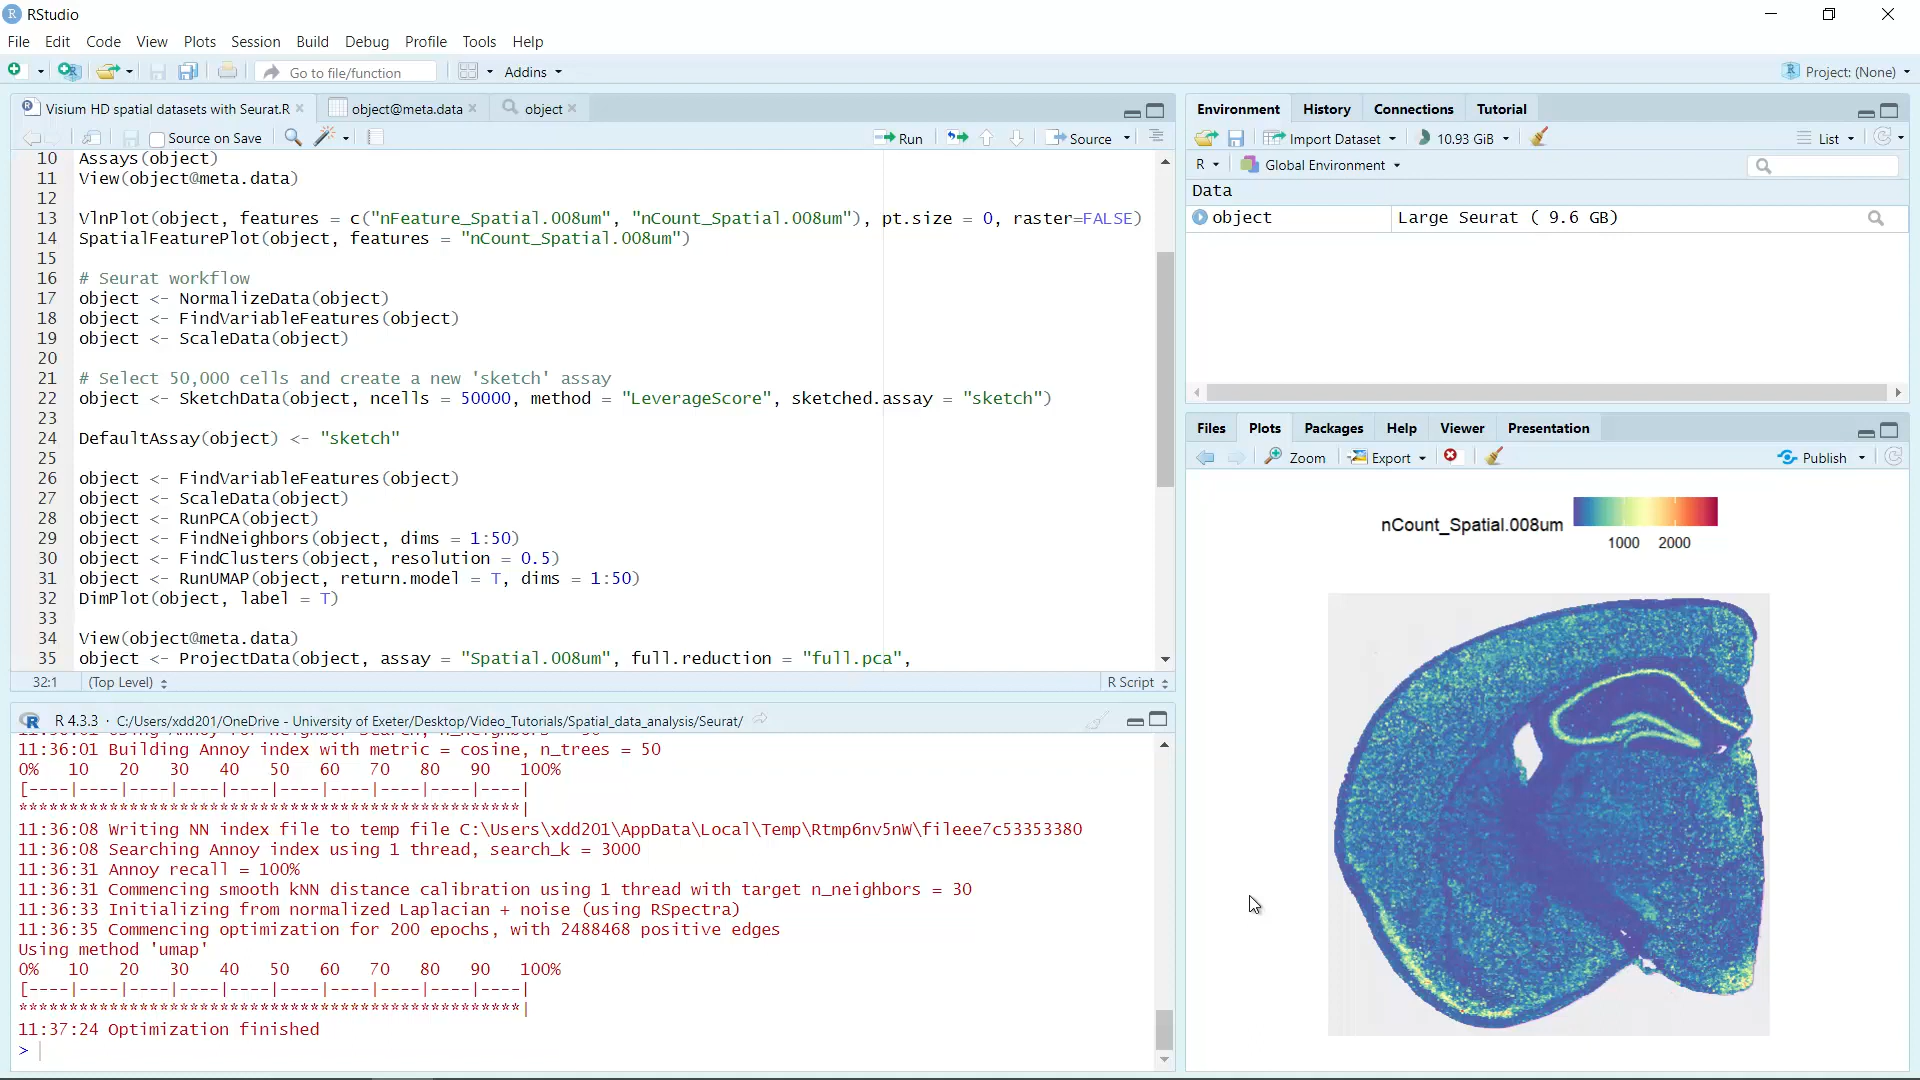 RStudio
File Edit Code View Plots Session Build Debug Profile Tools Help
Go to file/function Addins Project: (None)
Visium HD spatial datasets with Seurat.R object@meta.data object
Source on Save Run Source
10 Assays(object)
11 View(object@meta.data)
12
13 VlnPlot(object, features = c("nFeature_Spatial.008um", "nCount_Spatial.008um"), pt.size = 0, raster=FALSE)
14 SpatialFeaturePlot(object, features = "nCount_Spatial.008um")
15
16 # Seurat workflow
17 object <- NormalizeData(object)
18 object <- FindVariableFeatures(object)
19 object <- ScaleData(object)
20
21 # Select 50,000 cells and create a new 'sketch' assay
22 object <- SketchData(object, ncells = 50000, method = "LeverageScore", sketched.assay = "sketch")
23
24 DefaultAssay(object) <- "sketch"
25
26 object <- FindVariableFeatures(object)
27 object <- ScaleData(object)
28 object <- RunPCA(object)
29 object <- FindNeighbors(object, dims = 1:50)
30 object <- FindClusters(object, resolution = 0.5)
31 object <- RunUMAP(object, return.model = T, dims = 1:50)
32 DimPlot(object, label = T)
33
34 View(object@meta.data)
35 object <- ProjectData(object, assay = "Spatial.008um", full.reduction = "full.pca",
32:1 (Top Level) R Script
R 4.3.3 · C:/Users/xdd201/OneDrive - University of Exeter/Desktop/Video_Tutorials/Spatial_data_analysis/Seurat/
11:36:01 Building Annoy index with metric = cosine, n_trees = 50
0% 10 20 30 40 50 60 70 80 90 100%
[----|----|----|----|----|----|----|----|----|----|
**************************************************|
11:36:08 Writing NN index file to temp file C:\Users\xdd201\AppData\Local\Temp\Rtmp6nv5nW\fileee7c53353380
11:36:08 Searching Annoy index using 1 thread, search_k = 3000
11:36:31 Annoy recall = 100%
11:36:31 Commencing smooth kNN distance calibration using 1 thread with target n_neighbors = 30
11:36:33 Initializing from normalized Laplacian + noise (using RSpectra)
11:36:35 Commencing optimization for 200 epochs, with 2488468 positive edges
Using method 'umap'
0% 10 20 30 40 50 60 70 80 90 100%
[----|----|----|----|----|----|----|----|----|----|
**************************************************|
11:37:24 Optimization finished
>
Environment History Connections Tutorial
Import Dataset 10.93 GiB List
R Global Environment
Data
object Large Seurat ( 9.6 GB)
Files Plots Packages Help Viewer Presentation
Zoom Export Publish
nCount_Spatial.008um
1000 2000